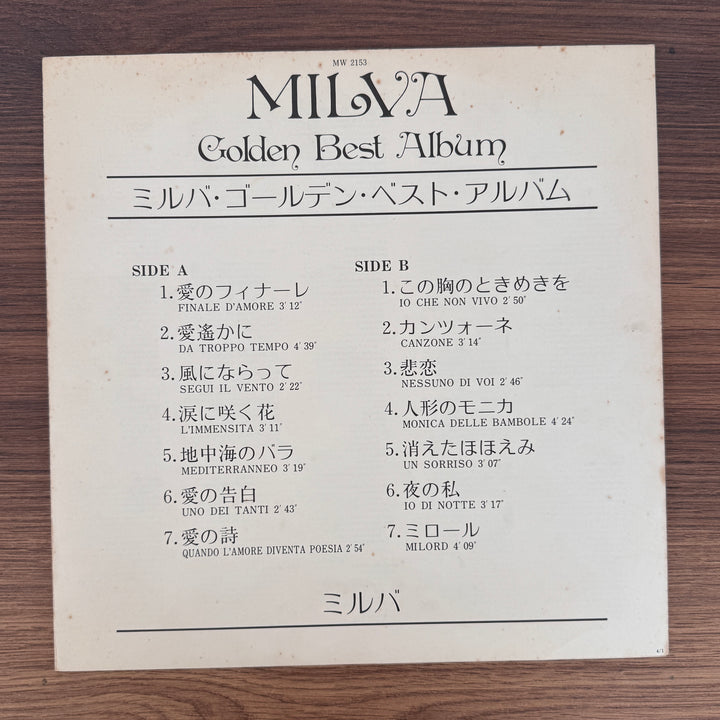 MW 2153
MILVA
Golden Best Album
ミルバ・ゴールデン・ベスト・アルバム
SIDE A
1.愛のフィナーレ
FINALE D'AMORE 3′12″
2.愛遙かに
DA TROPPO TEMPO 4′39″
3.風にならって
SEGUI IL VENTO 2′22″
4.涙に咲く花
L'IMMENSITA 3′11″
5.地中海のバラ
MEDITERRANNEO 3′19″
6.愛の告白
UNO DEI TANTI 2′43″
7.愛の詩
QUANDO L'AMORE DIVENTA POESIA 2′54″
SIDE B
1.この胸のときめきを
IO CHE NON VIVO 2′50″
2.カンツォーネ
CANZONE 3′14″
3.悲恋
NESSUNO DI VOI 2′46″
4.人形のモニカ
MONICA DELLE BAMBOLE 4′24″
5.消えたほほえみ
UN SORRISO 3′07″
6.夜の私
IO DI NOTTE 3′17″
7.ミロール
MILORD 4′09″
ミルバ